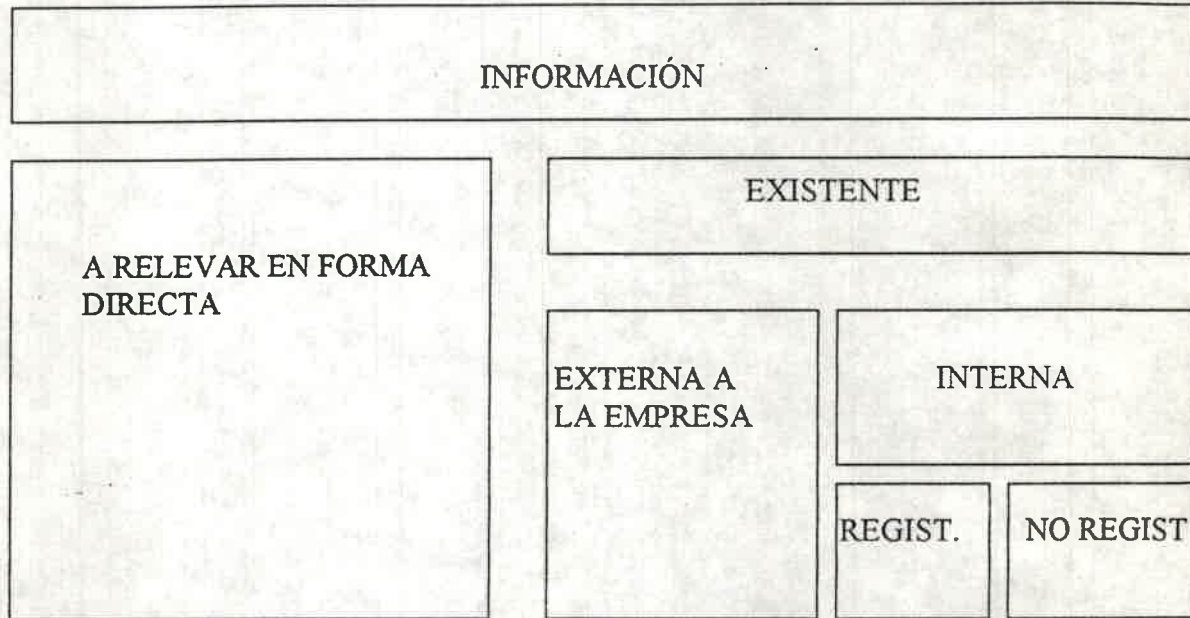 INFORMACIÓN
A RELEVAR EN FORMA
DIRECTA
EXISTENTE
EXTERNA A
LA EMPRESA
INTERNA
REGIST.
NO REGIST